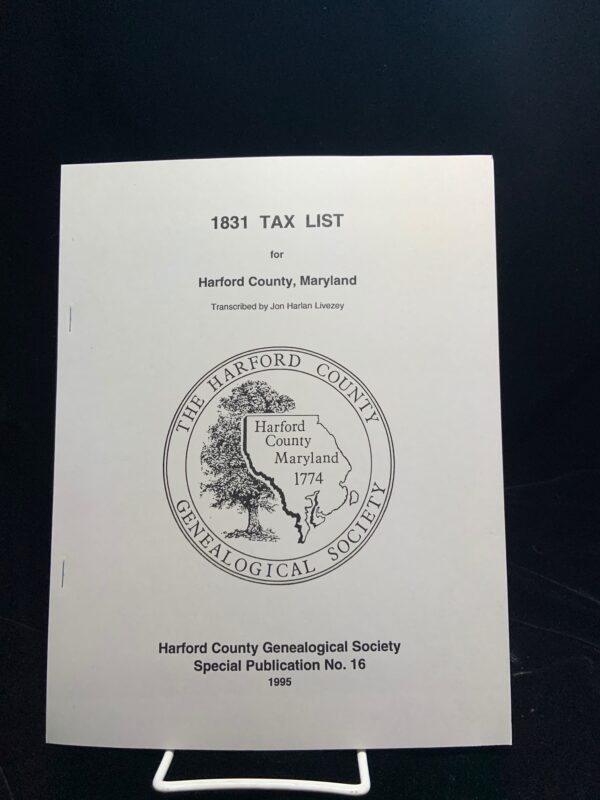 1831 TAX LIST
for
Harford County, Maryland
Transcribed by Jon Harlan Livezey
THE HARFORD COUNTY
GENEALOGICAL SOCIETY
Harford
County
Maryland
1774
Harford County Genealogical Society
Special Publication No. 16
1995